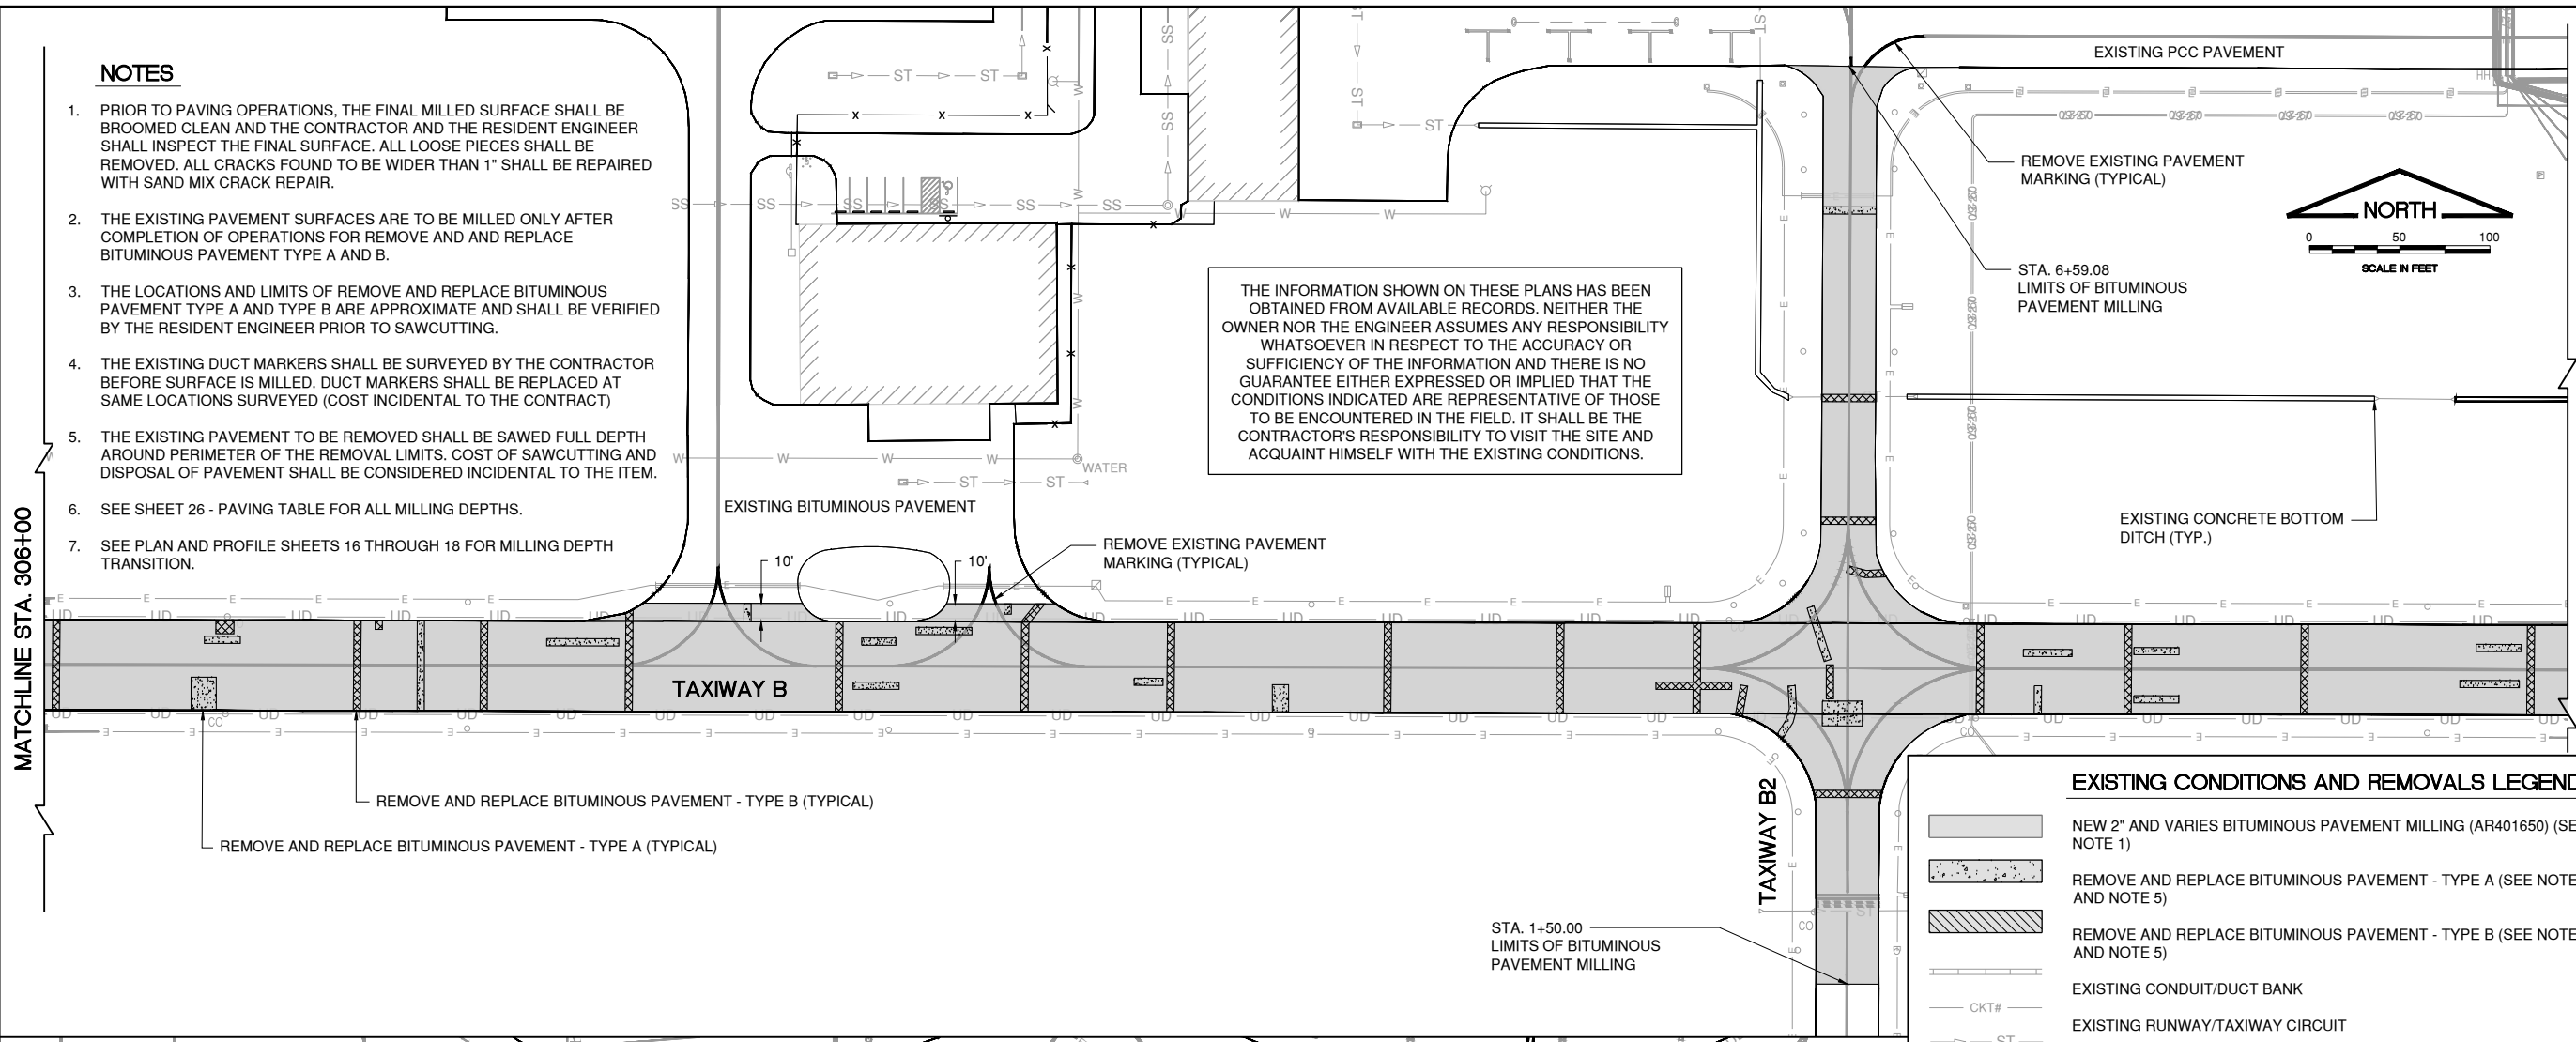 NOTES
1. PRIOR TO PAVING OPERATIONS, THE FINAL MILLED SURFACE SHALL BE
BROOMED CLEAN AND THE CONTRACTOR AND THE RESIDENT ENGINEER
SHALL INSPECT THE FINAL SURFACE. ALL LOOSE PIECES SHALL BE
REMOVED. ALL CRACKS FOUND TO BE WIDER THAN 1" SHALL BE REPAIRED
WITH SAND MIX CRACK REPAIR.
2. THE EXISTING PAVEMENT SURFACES ARE TO BE MILLED ONLY AFTER
COMPLETION OF OPERATIONS FOR REMOVE AND AND REPLACE
BITUMINOUS PAVEMENT TYPE A AND B.
3. THE LOCATIONS AND LIMITS OF REMOVE AND REPLACE BITUMINOUS
PAVEMENT TYPE A AND TYPE B ARE APPROXIMATE AND SHALL BE VERIFIED
BY THE RESIDENT ENGINEER PRIOR TO SAWCUTTING.
4. THE EXISTING DUCT MARKERS SHALL BE SURVEYED BY THE CONTRACTOR
BEFORE SURFACE IS MILLED. DUCT MARKERS SHALL BE REPLACED AT
SAME LOCATIONS SURVEYED (COST INCIDENTAL TO THE CONTRACT)
5. THE EXISTING PAVEMENT TO BE REMOVED SHALL BE SAWED FULL DEPTH
AROUND PERIMETER OF THE REMOVAL LIMITS. COST OF SAWCUTTING AND
DISPOSAL OF PAVEMENT SHALL BE CONSIDERED INCIDENTAL TO THE ITEM.
6. SEE SHEET 26 - PAVING TABLE FOR ALL MILLING DEPTHS.
7. SEE PLAN AND PROFILE SHEETS 16 THROUGH 18 FOR MILLING DEPTH
TRANSITION.
MATCHLINE STA. 306+00
THE INFORMATION SHOWN ON THESE PLANS HAS BEEN
OBTAINED FROM AVAILABLE RECORDS. NEITHER THE
OWNER NOR THE ENGINEER ASSUMES ANY RESPONSIBILITY
WHATSOEVER IN RESPECT TO THE ACCURACY OR
SUFFICIENCY OF THE INFORMATION AND THERE IS NO
GUARANTEE EITHER EXPRESSED OR IMPLIED THAT THE
CONDITIONS INDICATED ARE REPRESENTATIVE OF THOSE
TO BE ENCOUNTERED IN THE FIELD. IT SHALL BE THE
CONTRACTOR'S RESPONSIBILITY TO VISIT THE SITE AND
ACQUAINT HIMSELF WITH THE EXISTING CONDITIONS.
EXISTING PCC PAVEMENT
REMOVE EXISTING PAVEMENT
MARKING (TYPICAL)
NORTH
0 50 100
SCALE IN FEET
STA. 6+59.08
LIMITS OF BITUMINOUS
PAVEMENT MILLING
WATER
EXISTING BITUMINOUS PAVEMENT
10'
10'
REMOVE EXISTING PAVEMENT
MARKING (TYPICAL)
EXISTING CONCRETE BOTTOM
DITCH (TYP.)
TAXIWAY B
REMOVE AND REPLACE BITUMINOUS PAVEMENT - TYPE B (TYPICAL)
REMOVE AND REPLACE BITUMINOUS PAVEMENT - TYPE A (TYPICAL)
TAXIWAY B2
STA. 1+50.00
LIMITS OF BITUMINOUS
PAVEMENT MILLING
EXISTING CONDITIONS AND REMOVALS LEGEND
NEW 2" AND VARIES BITUMINOUS PAVEMENT MILLING (AR401650) (SE
NOTE 1)
REMOVE AND REPLACE BITUMINOUS PAVEMENT - TYPE A (SEE NOTE
AND NOTE 5)
REMOVE AND REPLACE BITUMINOUS PAVEMENT - TYPE B (SEE NOTE
AND NOTE 5)
EXISTING CONDUIT/DUCT BANK
CKT#
EXISTING RUNWAY/TAXIWAY CIRCUIT
ST